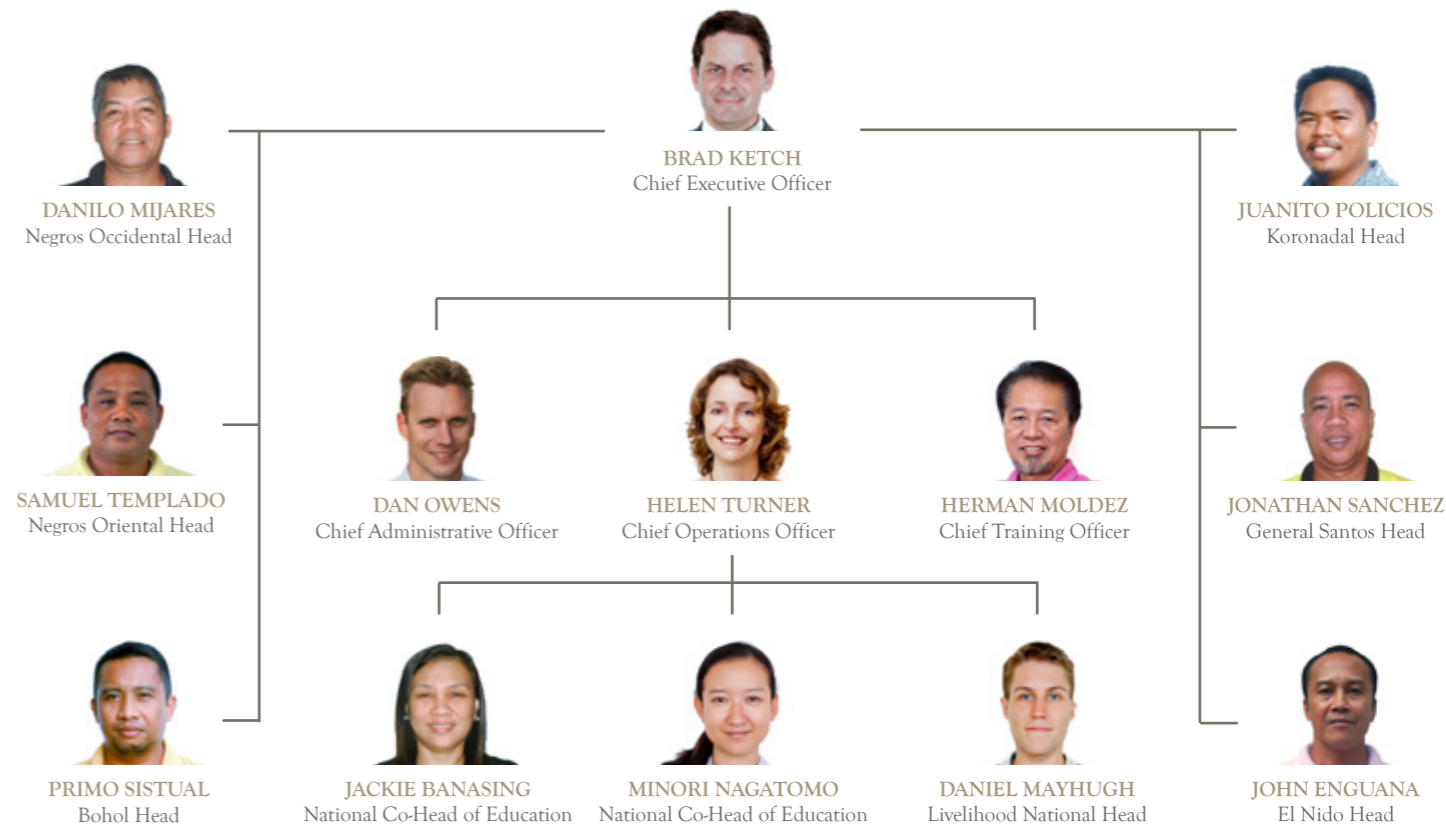 BRAD KETCH
Chief Executive Officer
DANILO MIJARES
Negros Occidental Head
JUANITO POLICIOS
Koronadal Head
SAMUEL TEMPLADO
Negros Oriental Head
DAN OWENS
Chief Administrative Officer
HELEN TURNER
Chief Operations Officer
HERMAN MOLDEZ
Chief Training Officer
JONATHAN SANCHEZ
General Santos Head
PRIMO SISTUAL
Bohol Head
JACKIE BANASING
National Co-Head of Education
MINORI NAGATOMO
National Co-Head of Education
DANIEL MAYHUGH
Livelihood National Head
JOHN ENGUANA
El Nido Head